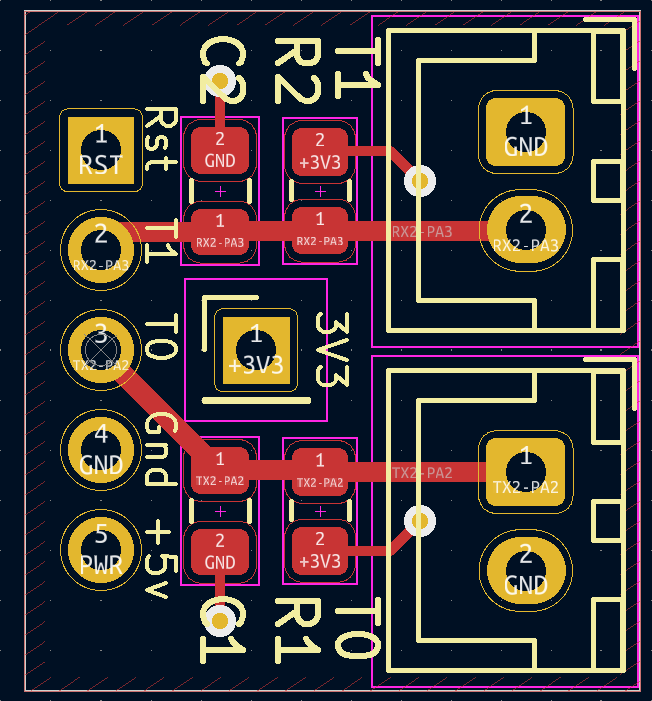 C2
R2
T1
1
RST
Rst
2
GND
2
+3V3
1
GND
2
RX2-PA3
T1
1
RX2-PA3
1
RX2-PA3
RX2-PA3
2
RX2-PA3
3
TX2-PA2
T0
1
+3V3
3V3
4
GND
Gnd
1
TX2-PA2
1
TX2-PA2
TX2-PA2
1
TX2-PA2
5
PWR
+5v
2
GND
2
+3V3
2
GND
C1
R1
T0